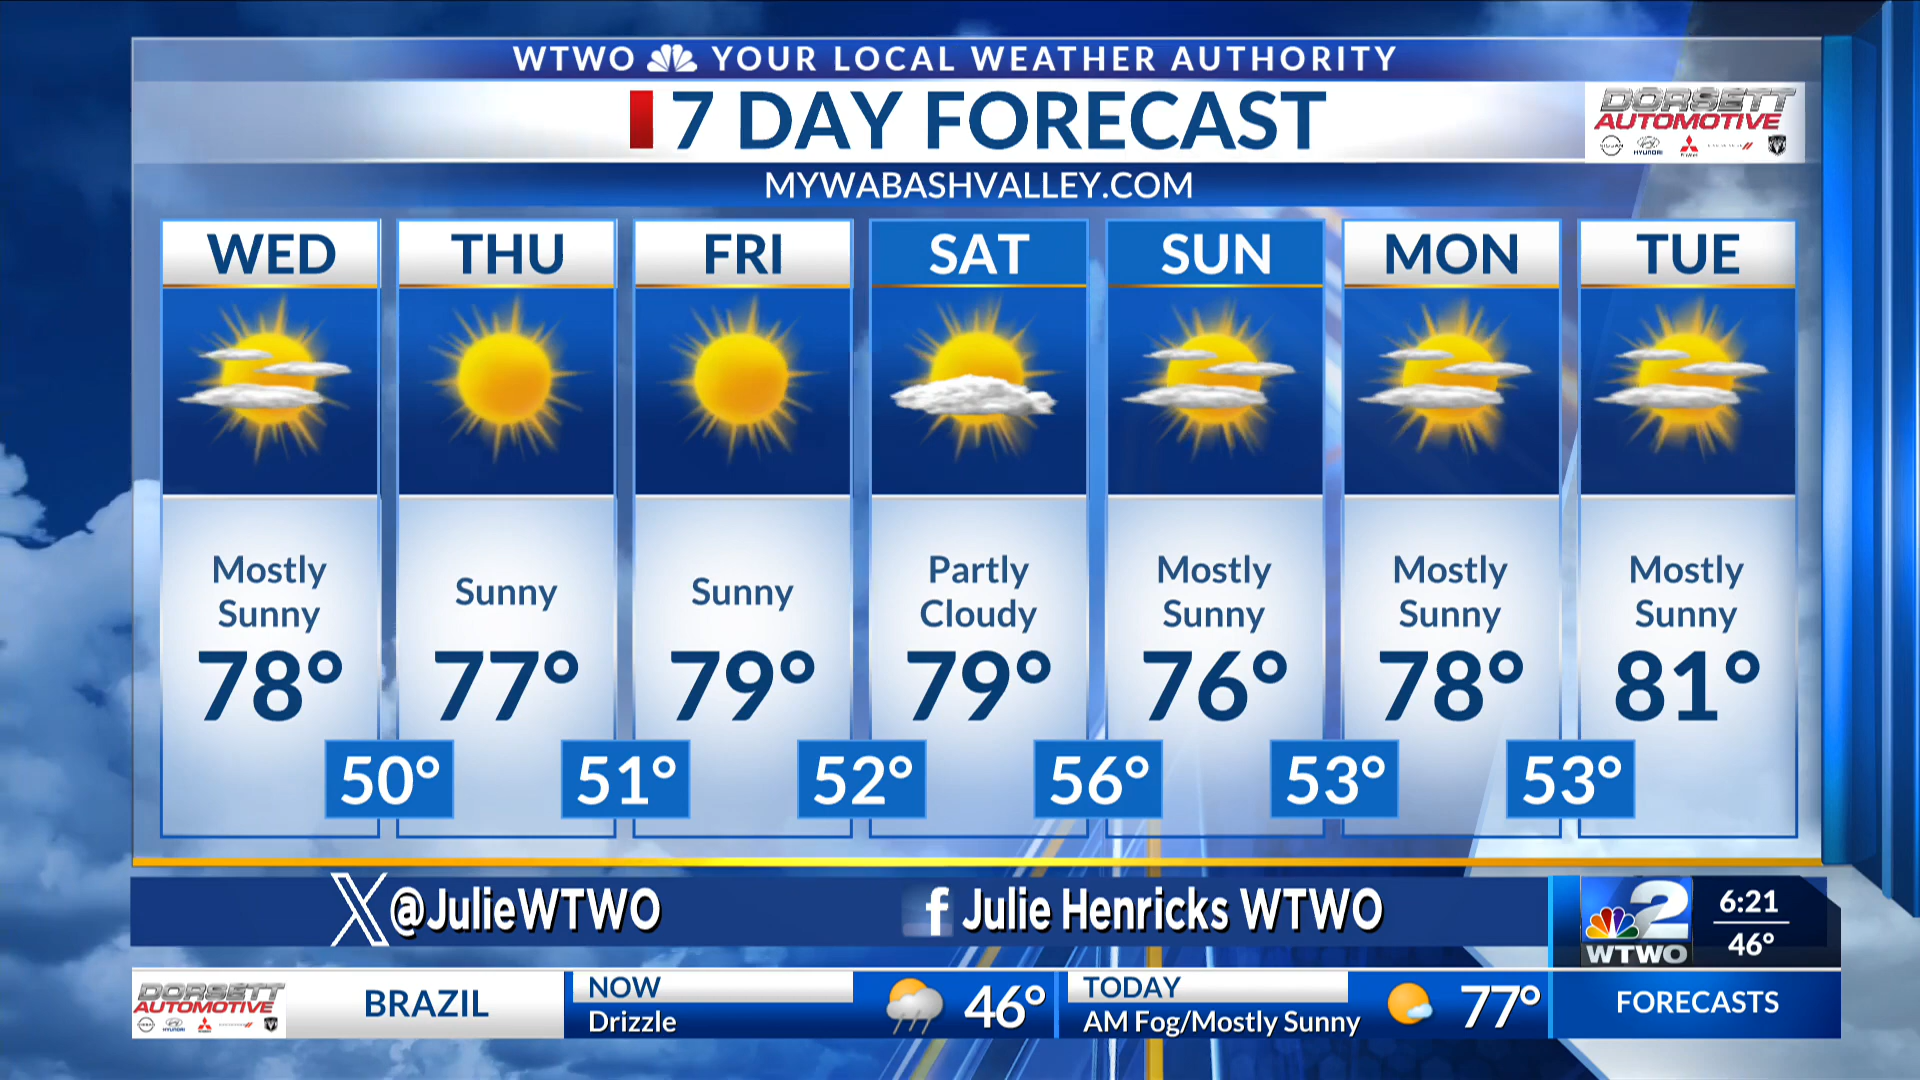 WTWO YOUR LOCAL WEATHER AUTHORITY
7 DAY FORECAST
DORSETT
AUTOMOTIVE
NISSAN HYUNDAI
MYWABASHVALLEY.COM
WED THU FRI SAT SUN MON TUE
Mostly Sunny Sunny Sunny Partly Cloudy Mostly Sunny Mostly Sunny Mostly Sunny
78° 77° 79° 79° 76° 78° 81°
50° 51° 52° 56° 53° 53°
X @JulieWTWO f Julie Henricks WTWO
2
WTWO
6:21
46°
DORSETT
AUTOMOTIVE
BRAZIL
NOW
Drizzle
46°
TODAY
AM Fog/Mostly Sunny
77°
FORECASTS